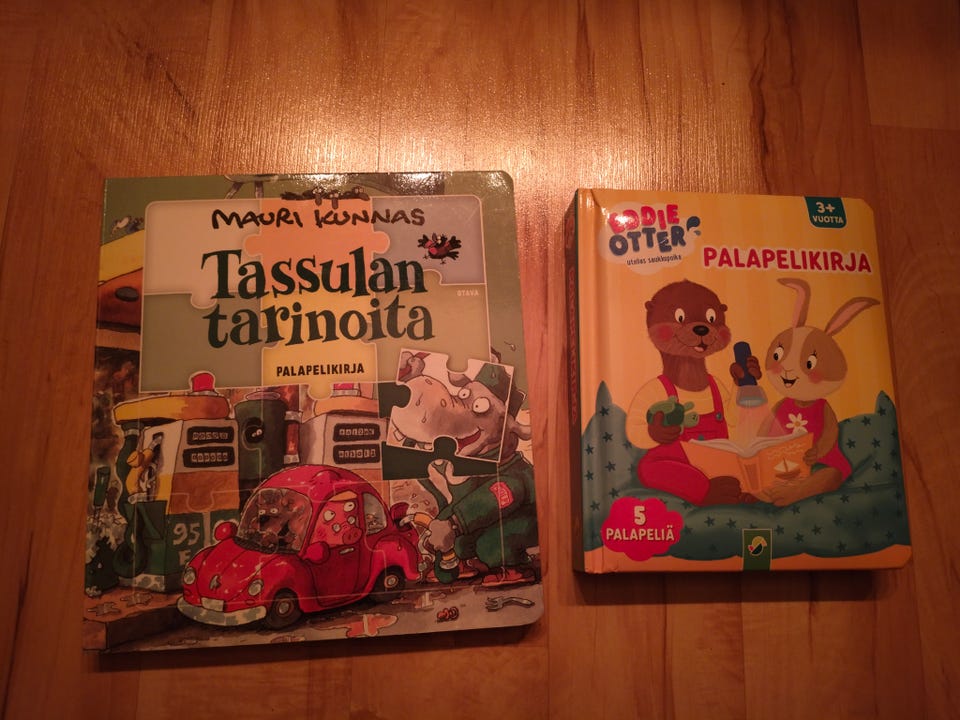 MAURI KUNNAS
Tassulan
tarinoita
OTAVA
PALAPELIKIRJA
95
E
EDDIE
OTTER
utelias saukkopoika
3+
VUOTTA
PALAPELIKIRJA
5
PALAPELIÄ